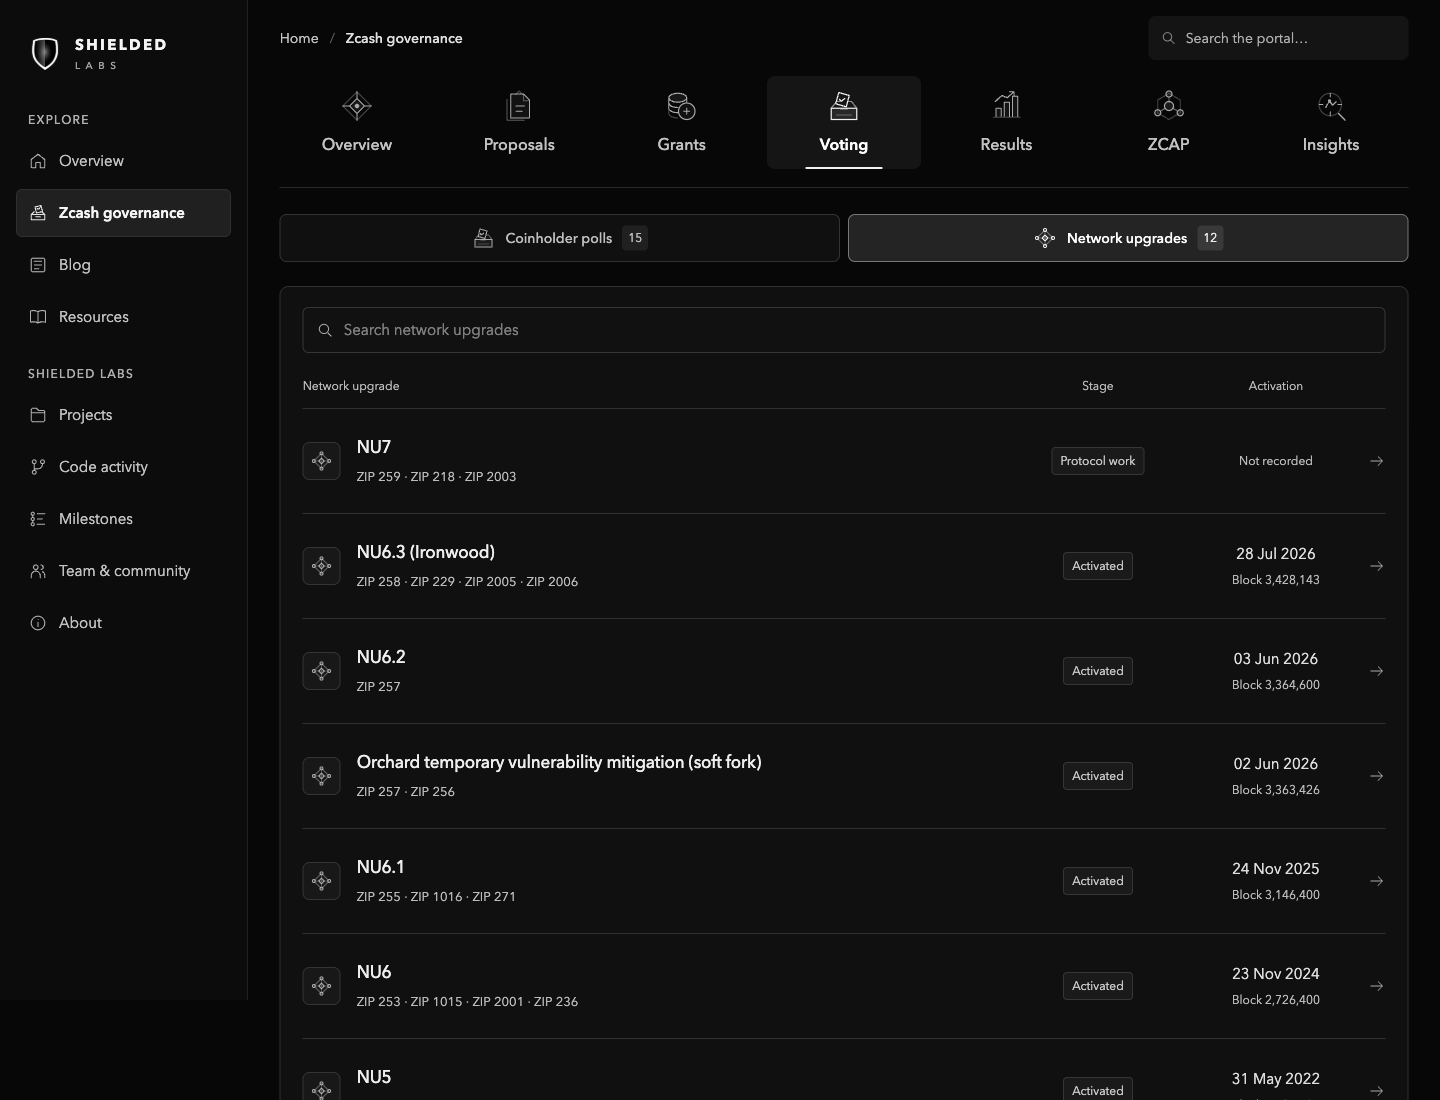 SHIELDED
LABS
EXPLORE
Overview
Zcash governance
Blog
Resources
SHIELDED LABS
Projects
Code activity
Milestones
Team & community
About
Home / Zcash governance
Search the portal...
Overview
Proposals
Grants
Voting
Results
ZCAP
Insights
Coinholder polls 15
Network upgrades 12
Search network upgrades
Network upgrade Stage Activation
NU7
ZIP 259 · ZIP 218 · ZIP 2003
Protocol work
Not recorded
NU6.3 (Ironwood)
ZIP 258 · ZIP 229 · ZIP 2005 · ZIP 2006
Activated
28 Jul 2026
Block 3,428,143
NU6.2
ZIP 257
Activated
03 Jun 2026
Block 3,364,600
Orchard temporary vulnerability mitigation (soft fork)
ZIP 257 · ZIP 256
Activated
02 Jun 2026
Block 3,363,426
NU6.1
ZIP 255 · ZIP 1016 · ZIP 271
Activated
24 Nov 2025
Block 3,146,400
NU6
ZIP 253 · ZIP 1015 · ZIP 2001 · ZIP 236
Activated
23 Nov 2024
Block 2,726,400
NU5
Activated
31 May 2022